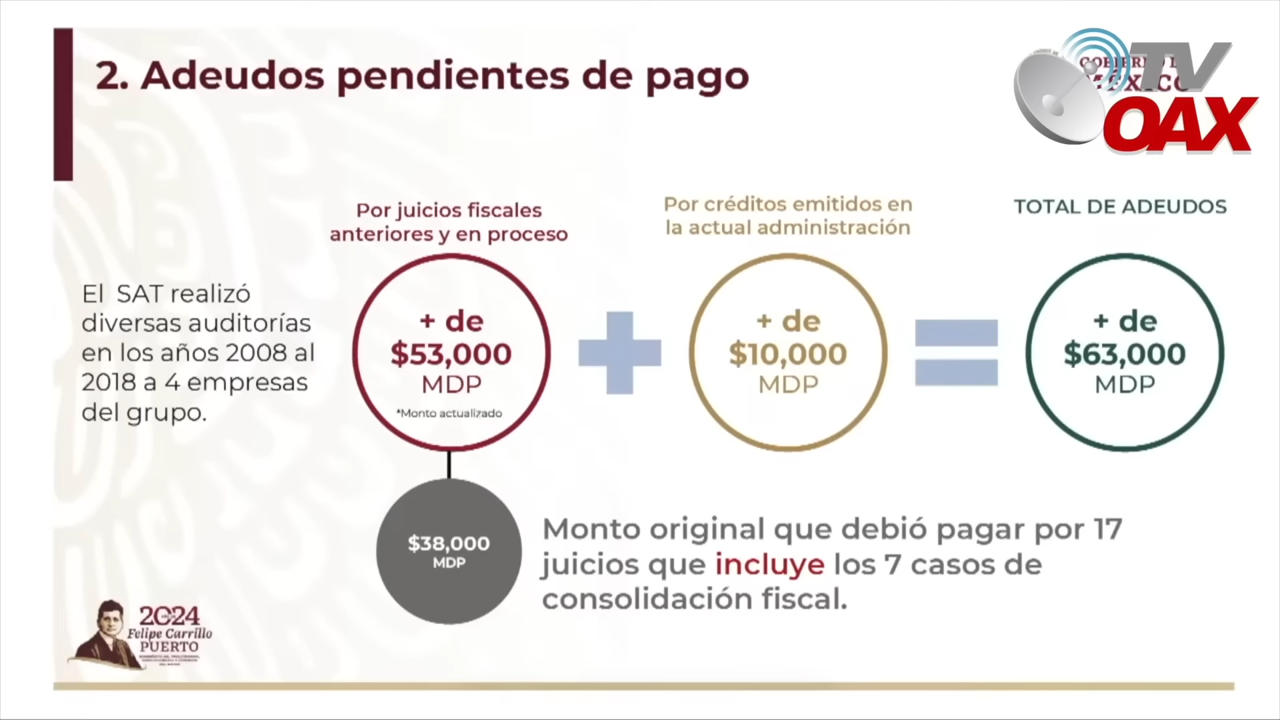 2. Adeudos pendientes de pago
TV
OAX
Por juicios fiscales
anteriores y en proceso
Por créditos emitidos en
la actual administración
TOTAL DE ADEUDOS
El SAT realizó
diversas auditorías
en los años 2008 al
2018 a 4 empresas
del grupo.
+ de
$53,000
MDP
*Monto actualizado
+ de
$10,000
MDP
+ de
$63,000
MDP
$38,000
MDP
Monto original que debió pagar por 17
juicios que incluye los 7 casos de
consolidación fiscal.
2024
Felipe Carrillo
PUERTO